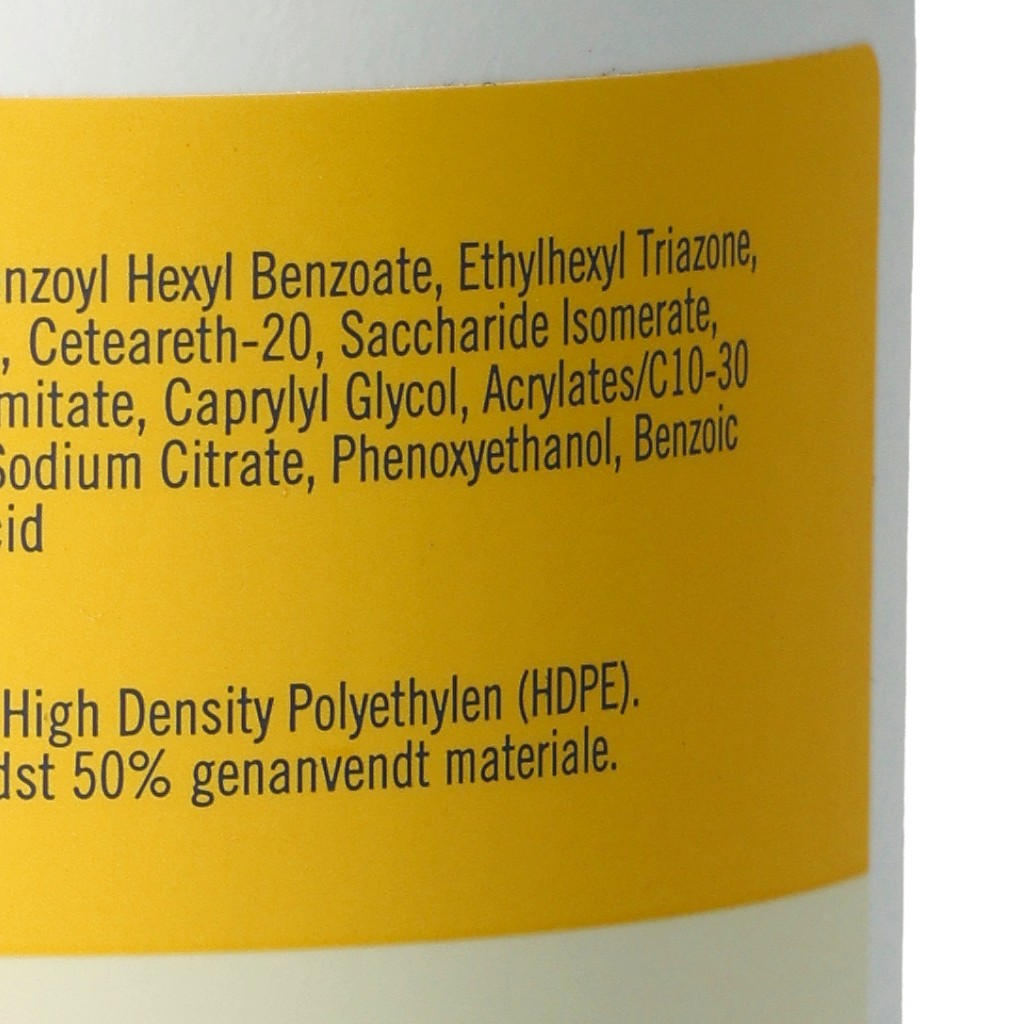 nzoyl Hexyl Benzoate, Ethylhexyl Triazone,
, Ceteareth-20, Saccharide Isomerate,
mitate, Caprylyl Glycol, Acrylates/C10-30
Sodium Citrate, Phenoxyethanol, Benzoic
cid
High Density Polyethylen (HDPE).
dst 50% genanvendt materiale.